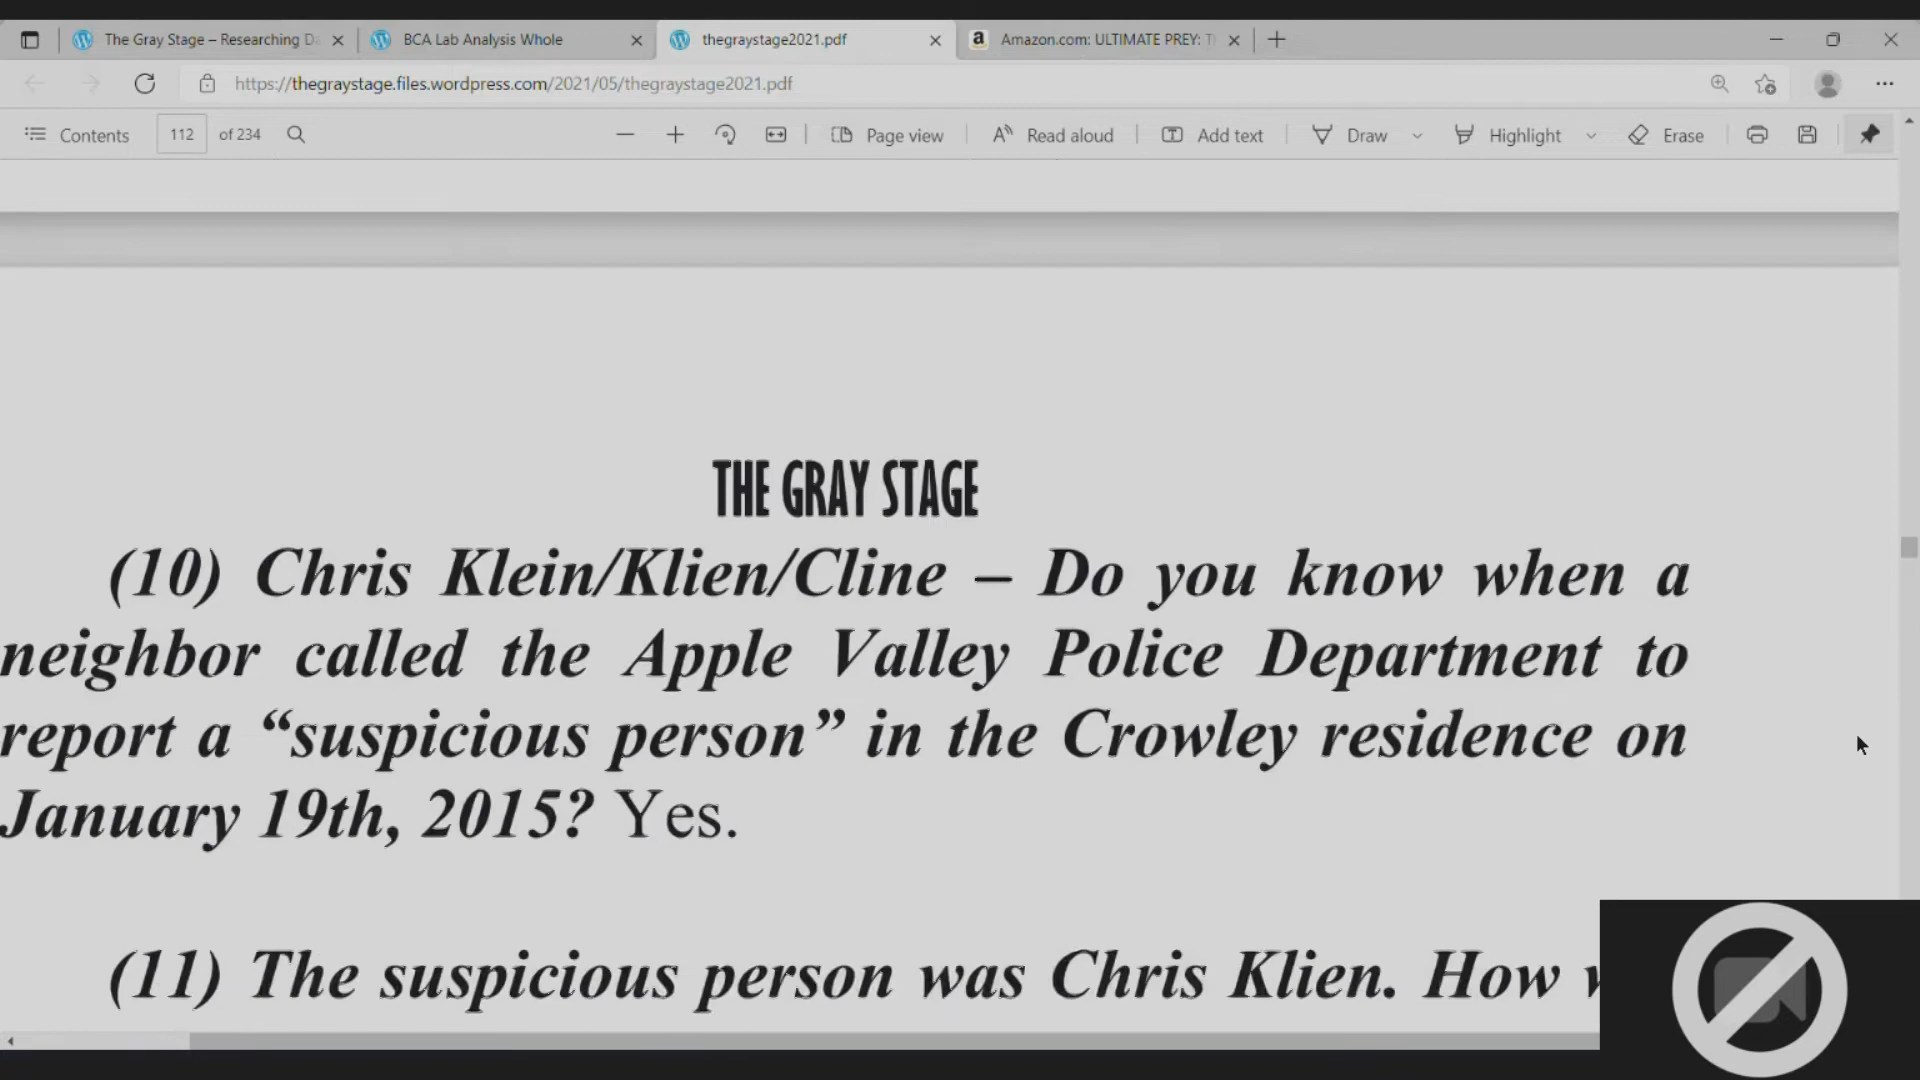 The Gray Stage – Researching D
BCA Lab Analysis Whole
thegraystage2021.pdf
Amazon.com: ULTIMATE PREY: T
https://thegraystage.files.wordpress.com/2021/05/thegraystage2021.pdf
Contents 112 of 234 Page view Read aloud Add text Draw Highlight Erase
THE GRAY STAGE
(10) Chris Klein/Klien/Cline – Do you know when a
neighbor called the Apple Valley Police Department to
report a “suspicious person” in the Crowley residence on
January 19th, 2015? Yes.
(11) The suspicious person was Chris Klien. How